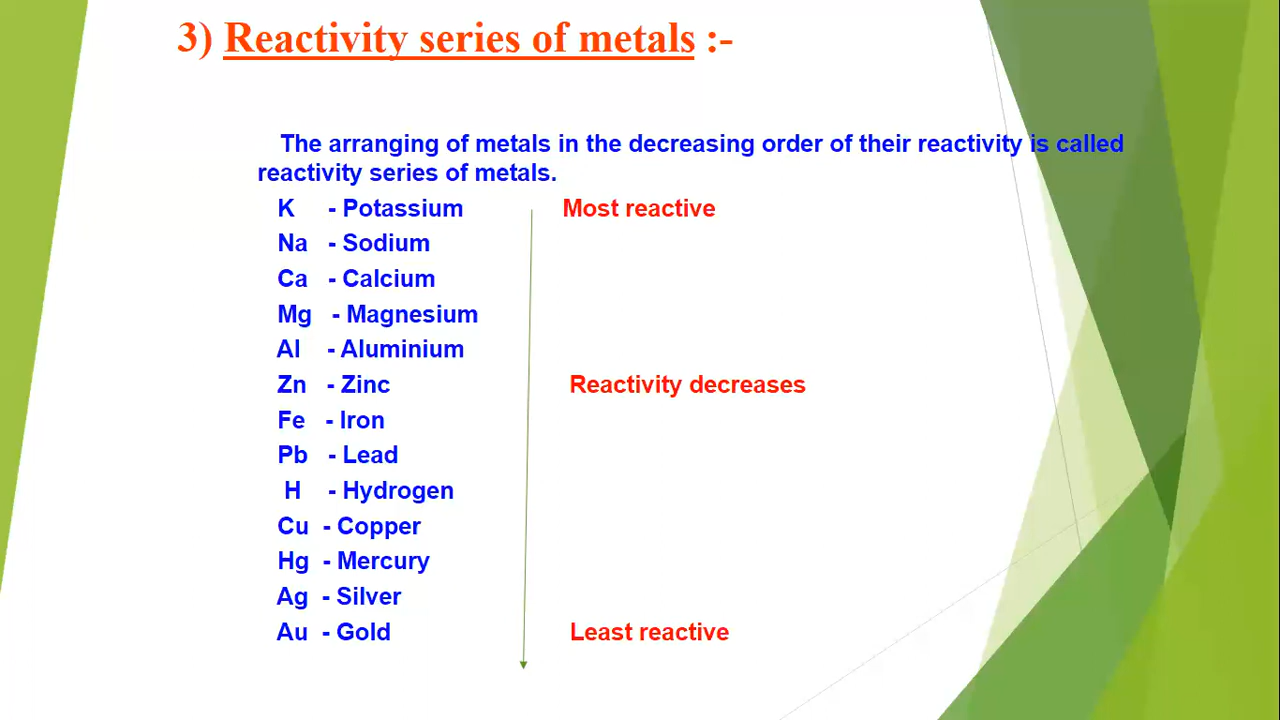 3) Reactivity series of metals :-
The arranging of metals in the decreasing order of their reactivity is called
reactivity series of metals.
K - Potassium Most reactive
Na - Sodium
Ca - Calcium
Mg - Magnesium
Al - Aluminium
Zn - Zinc Reactivity decreases
Fe - Iron
Pb - Lead
H - Hydrogen
Cu - Copper
Hg - Mercury
Ag - Silver
Au - Gold Least reactive